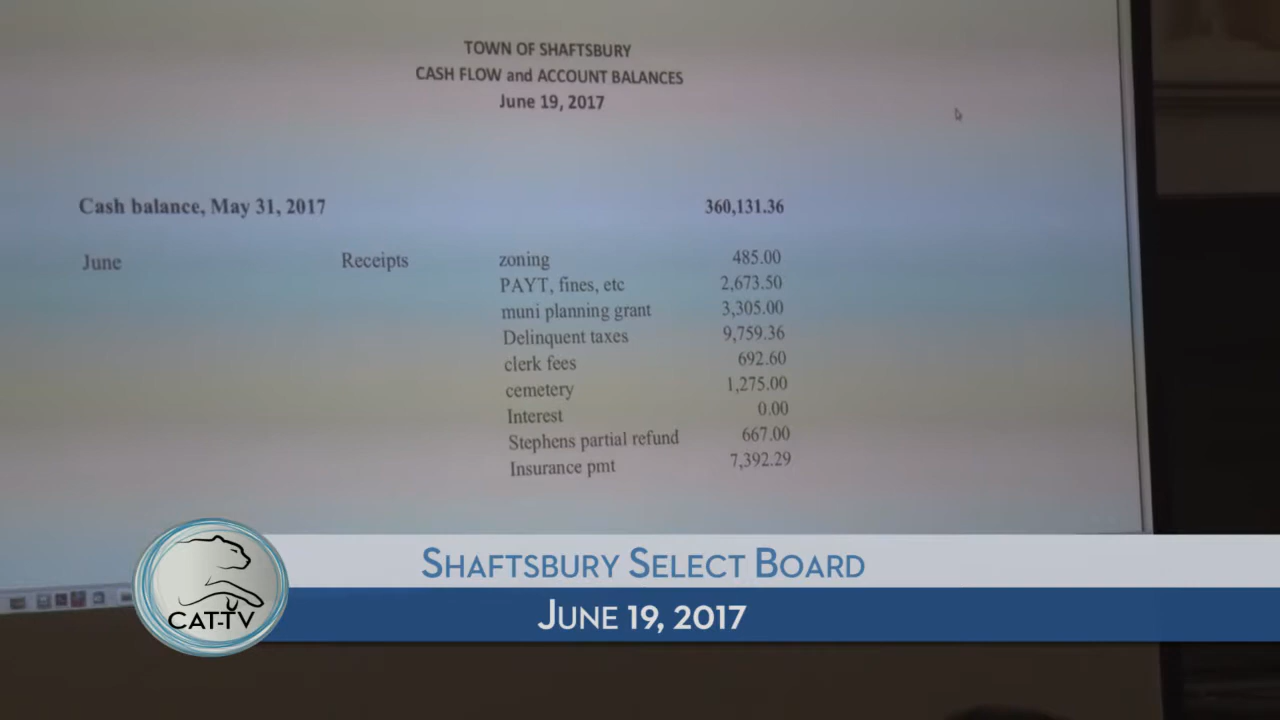 TOWN OF SHAFTSBURY
CASH FLOW and ACCOUNT BALANCES
June 19, 2017
Cash balance, May 31, 2017 360,131.36
June Receipts zoning 485.00
PAYT, fines, etc 2,673.50
muni planning grant 3,305.00
Delinquent taxes 9,759.36
clerk fees 692.60
cemetery 1,275.00
Interest 0.00
Stephens partial refund 667.00
Insurance pmt 7,392.29
SHAFTSBURY SELECT BOARD
JUNE 19, 2017
CAT-TV